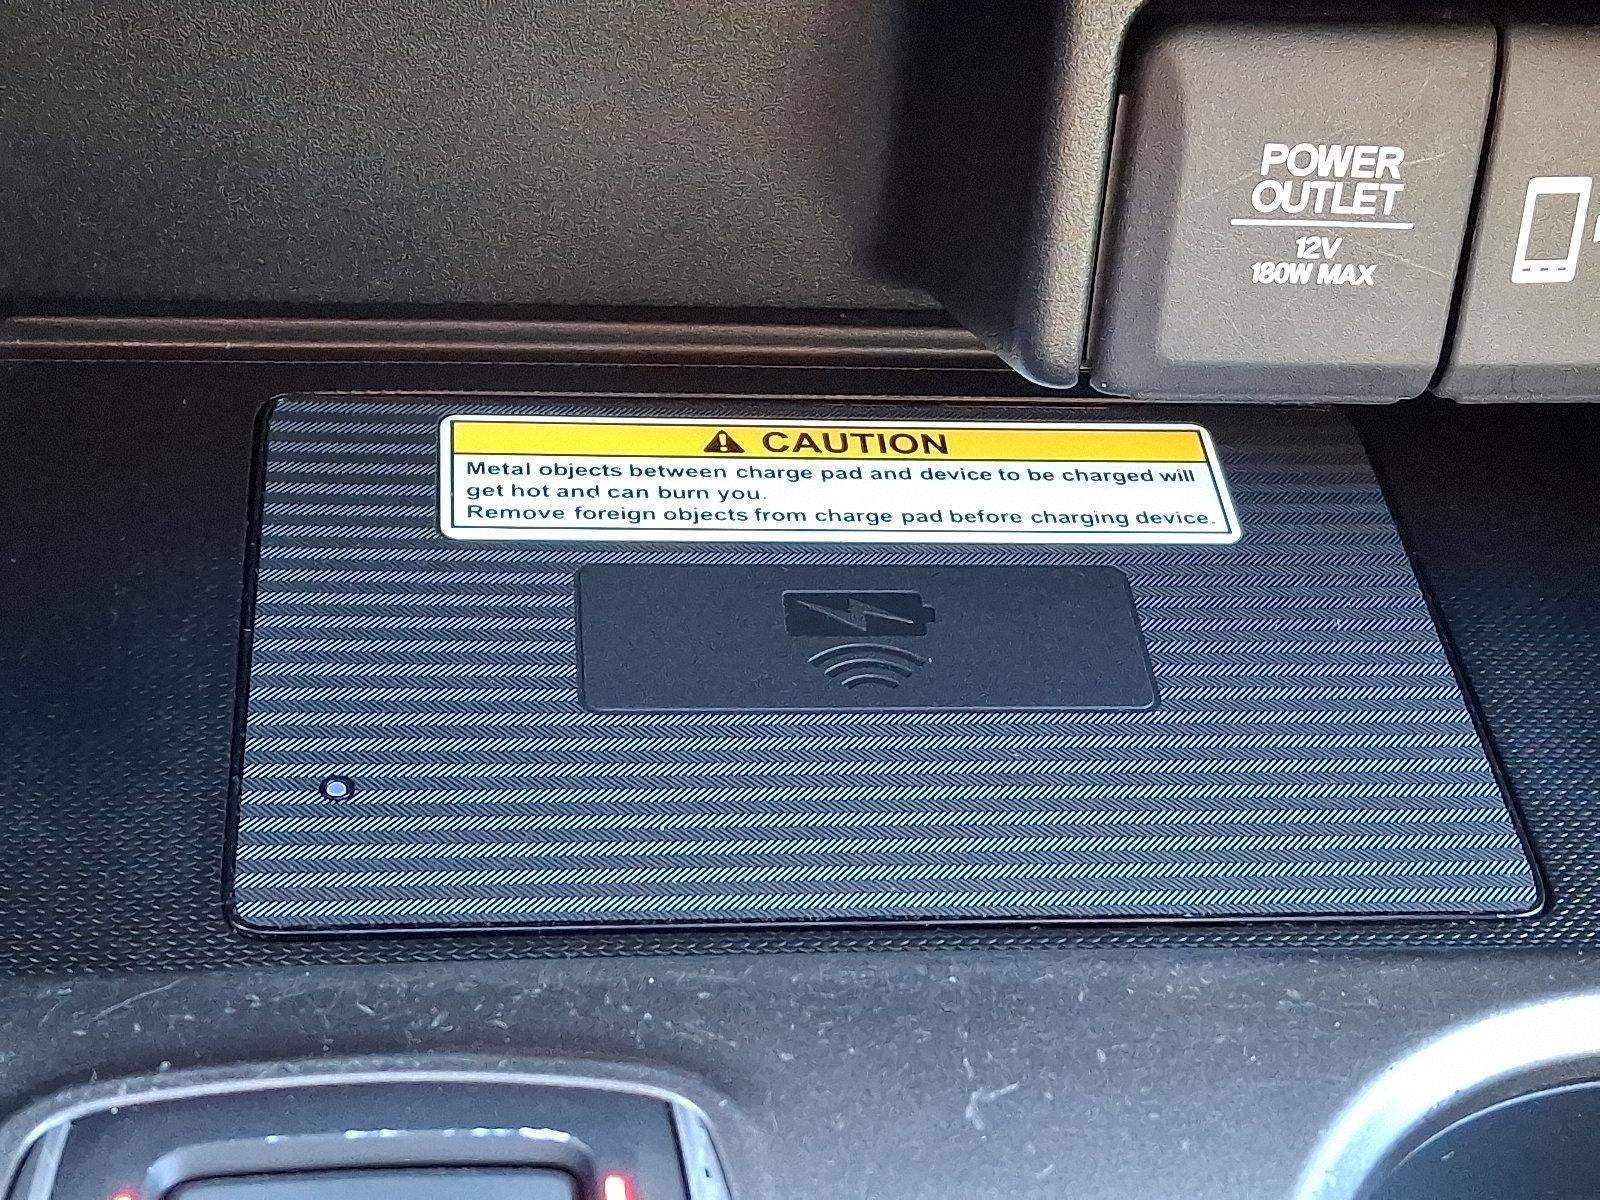 POWER
OUTLET
12V
180W MAX
CAUTION
Metal objects between charge pad and device to be charged will
get hot and can burn you.
Remove foreign objects from charge pad before charging device.